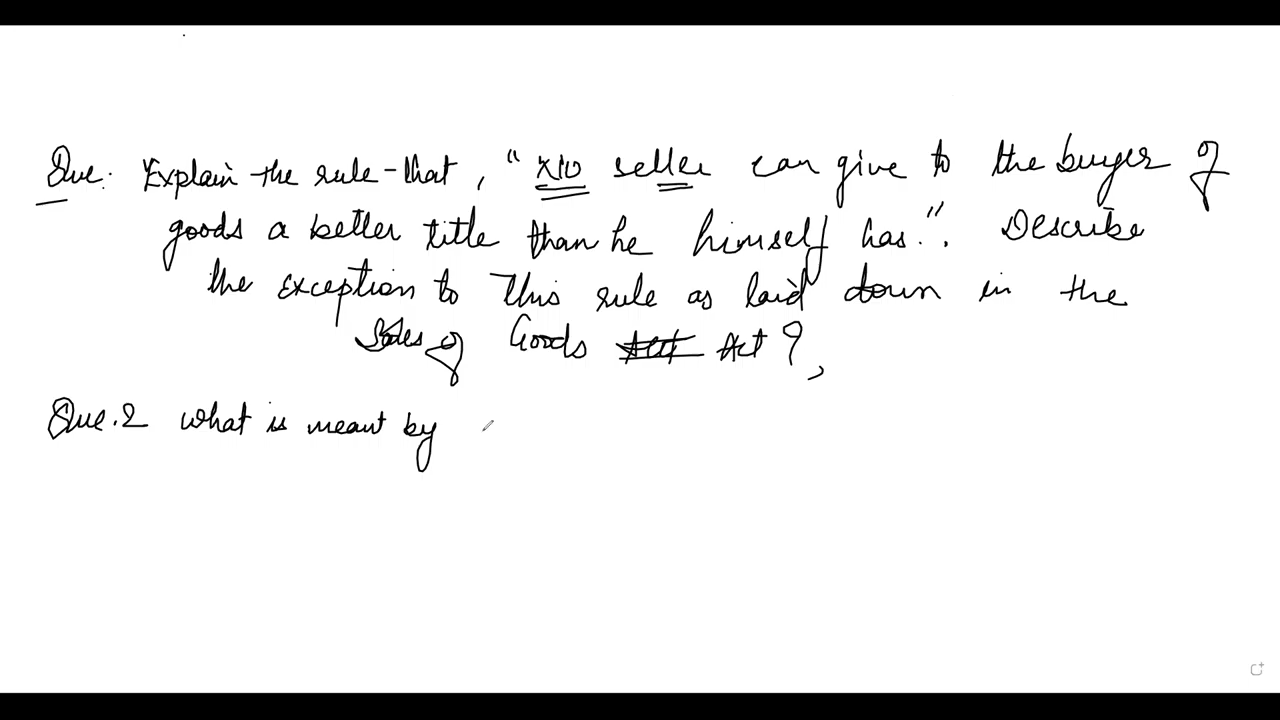 Que. Explain the rule that, "No seller can give to the buyer of
goods a better title than he himself has". Describe
the exception to this rule as laid down in the
Sales of Goods Act?,
Que.2 what is meant by